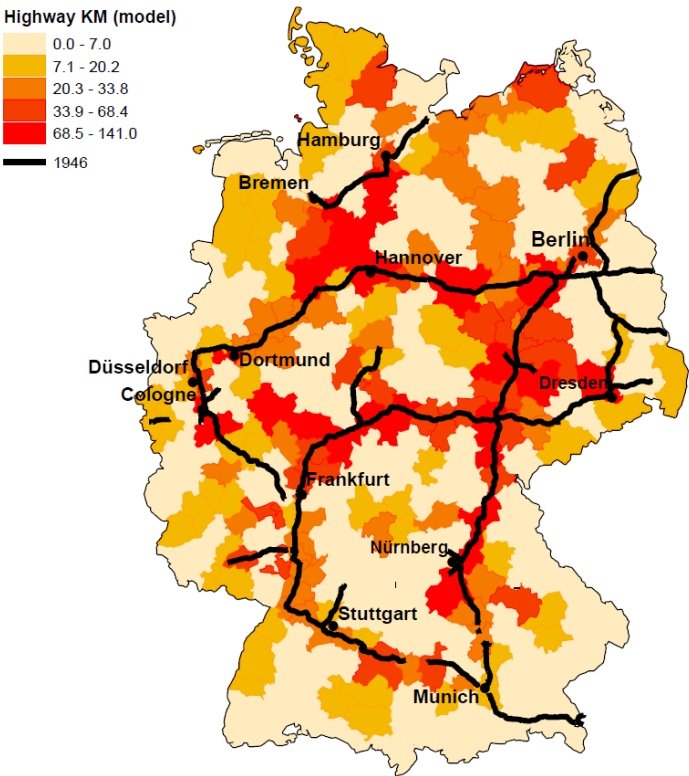 Highway KM (model)
0.0 - 7.0
7.1 - 20.2
20.3 - 33.8
33.9 - 68.4
68.5 - 141.0
1946
Hamburg
Bremen
Berlin
Hannover
Dortmund
Düsseldorf
Cologne
Dresden
Frankfurt
Nürnberg
Stuttgart
Munich